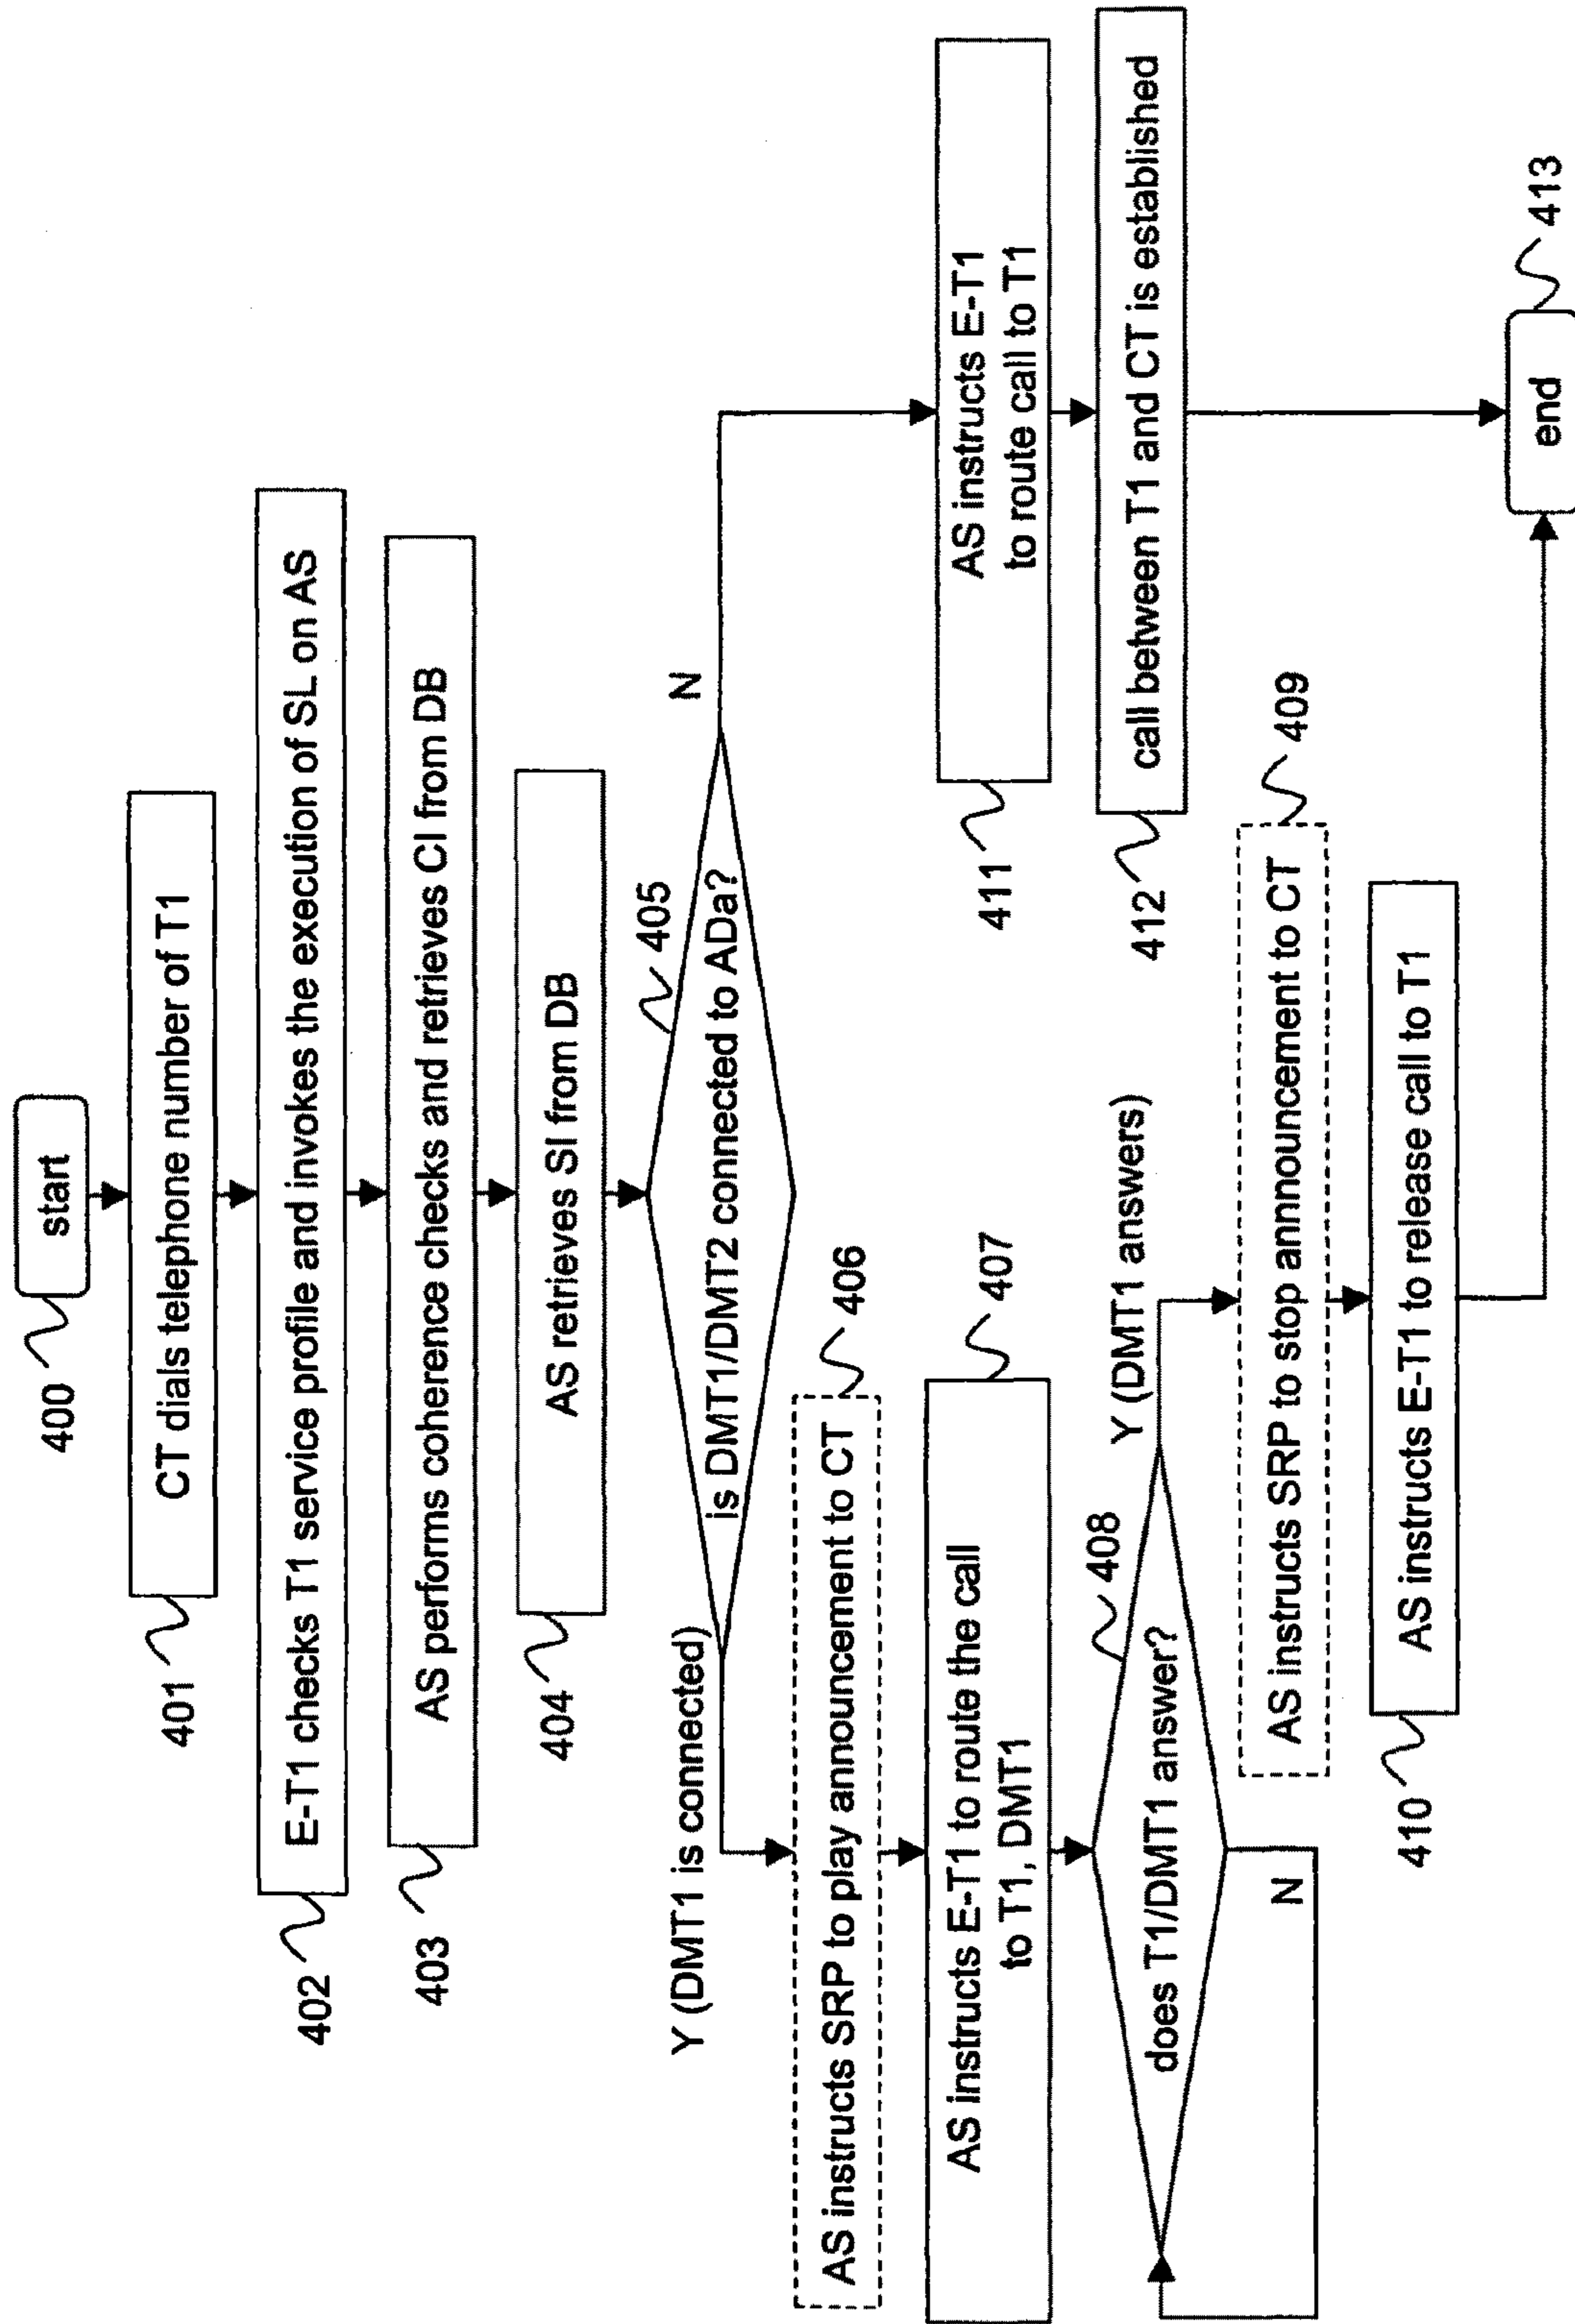 start
400
CT dials telephone number of T1
401
E-T1 checks T1 service profile and invokes the execution of SL on AS
402
AS performs coherence checks and retrieves CI from DB
403
AS retrieves SI from DB
404
is DMT1/DMT2 connected to ADa?
405
Y (DMT1 is connected)
N
AS instructs SRP to play announcement to CT
406
AS instructs E-T1 to route the call
to T1, DMT1
407
does T1/DMT1 answer?
408
N
Y (DMT1 answers)
AS instructs SRP to stop announcement to CT
409
AS instructs E-T1 to release call to T1
410
AS instructs E-T1
to route call to T1
411
call between T1 and CT is established
412
end
413